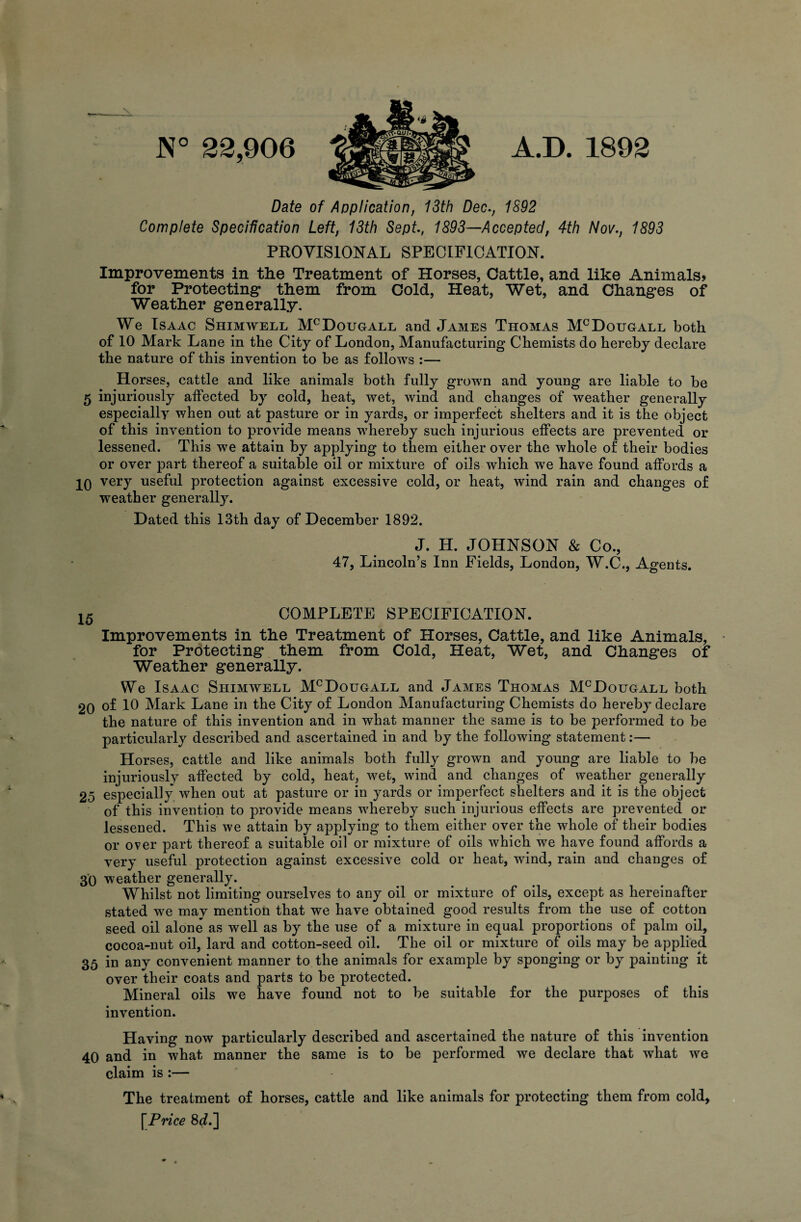 N° 22,906
A.D. 1892
Date of Application, 13th Dec., 1892
Complete Specification Left, 13th Sept., 1893—Accepted, 4th Nov., 1893
PROVISIONAL SPECIFICATION.
Improvements in the Treatment of Horses, Cattle, and like Animals,
for Protecting them from Cold, Heat, Wet, and Changes of
Weather generally.
We Isaac Shimwell McDougall and James Thomas McDougall both
of 10 Mark Lane in the City of London, Manufacturing Chemists do hereby declare
the nature of this invention to be as follows :—
Horses, cattle and like animals both fully grown and young are liable to be
5 injuriously affected by cold, heat, wet, wind and changes of weather generally
especially when out at pasture or in yards, or imperfect shelters and it is the object
of this invention to provide means whereby such injurious effects are prevented or
lessened. This we attain by applying to them either over the whole of their bodies
or over part thereof a suitable oil or mixture of oils which we have found affords a
10 very useful protection against excessive cold, or heat, wind rain and changes of
weather generally.
Dated this 13th day of December 1892.
J. H. JOHNSON & Co.,
47, Lincoln's Inn Fields, London, W.C., Agents.
15 COMPLETE SPECIFICATION.
Improvements in the Treatment of Horses, Cattle, and like Animals,
for Protecting them from Cold, Heat, Wet, and Changes of
Weather generally.
We Isaac Shimwell McDougall and James Thomas McDougall both
20 of 10 Mark Lane in the City of London Manufacturing Chemists do hereby declare
the nature of this invention and in what manner the same is to be performed to be
particularly described and ascertained in and by the following statement :—
Horses, cattle and like animals both fully grown and young are liable to be
injuriously affected by cold, heat, wet, wind and changes of weather generally
25 especially when out at pasture or in yards or imperfect shelters and it is the object
of this invention to provide means whereby such injurious effects are prevented or
lessened. This we attain by applying to them either over the whole of their bodies
or over part thereof a suitable oil or mixture of oils which we have found affords a
very useful protection against excessive cold or heat, wind, rain and changes of
30 weather generally.
Whilst not limiting ourselves to any oil or mixture of oils, except as hereinafter
stated we may mention that we have obtained good results from the use of cotton
seed oil alone as well as by the use of a mixture in equal proportions of palm oil,
cocoa-nut oil, lard and cotton-seed oil. The oil or mixture of oils may be applied
35 in any convenient manner to the animals for example by sponging or by painting it
over their coats and parts to be protected.
Mineral oils we have found not to be suitable for the purposes of this
invention.
Having now particularly described and ascertained the nature of this invention
40 and in what manner the same is to be performed we declare that what we
claim is :—
The treatment of horses, cattle and like animals for protecting them from cold,
[Price 8d.]